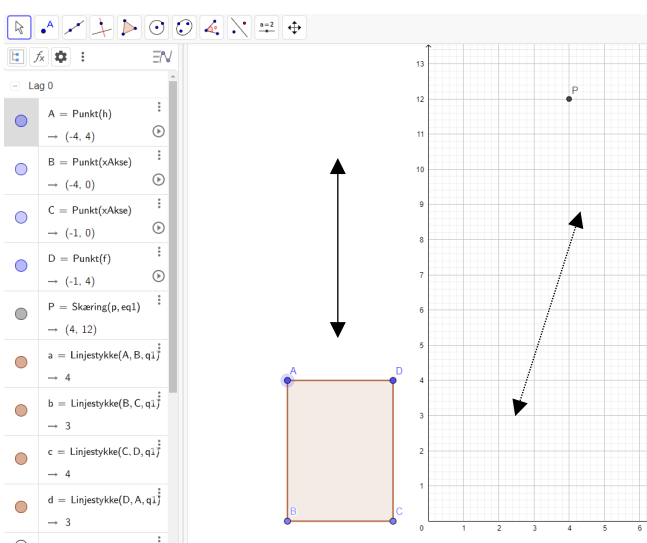 A
a=2
fx
Lag 0
A = Punkt(h)
→ (-4, 4)
B = Punkt(xAkse)
→ (-4, 0)
C = Punkt(xAkse)
→ (-1, 0)
D = Punkt(f)
→ (-1, 4)
P = Skæring(p, eq1)
→ (4, 12)
a = Linjestykke(A, B, q1)
→ 4
b = Linjestykke(B, C, q1)
→ 3
c = Linjestykke(C, D, q1)
→ 4
d = Linjestykke(D, A, q1)
→ 3
13
P
12
11
10
9
8
7
6
5
A D
4
3
2
1
B C
0 1 2 3 4 5 6